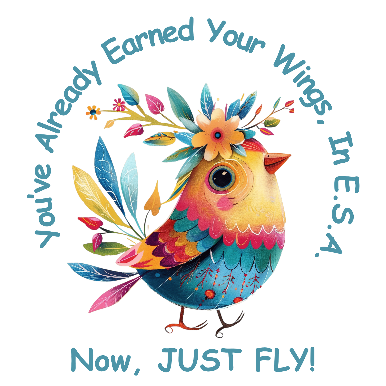 You've Already Earned Your Wings, In E.S.A.
Now, JUST FLY!